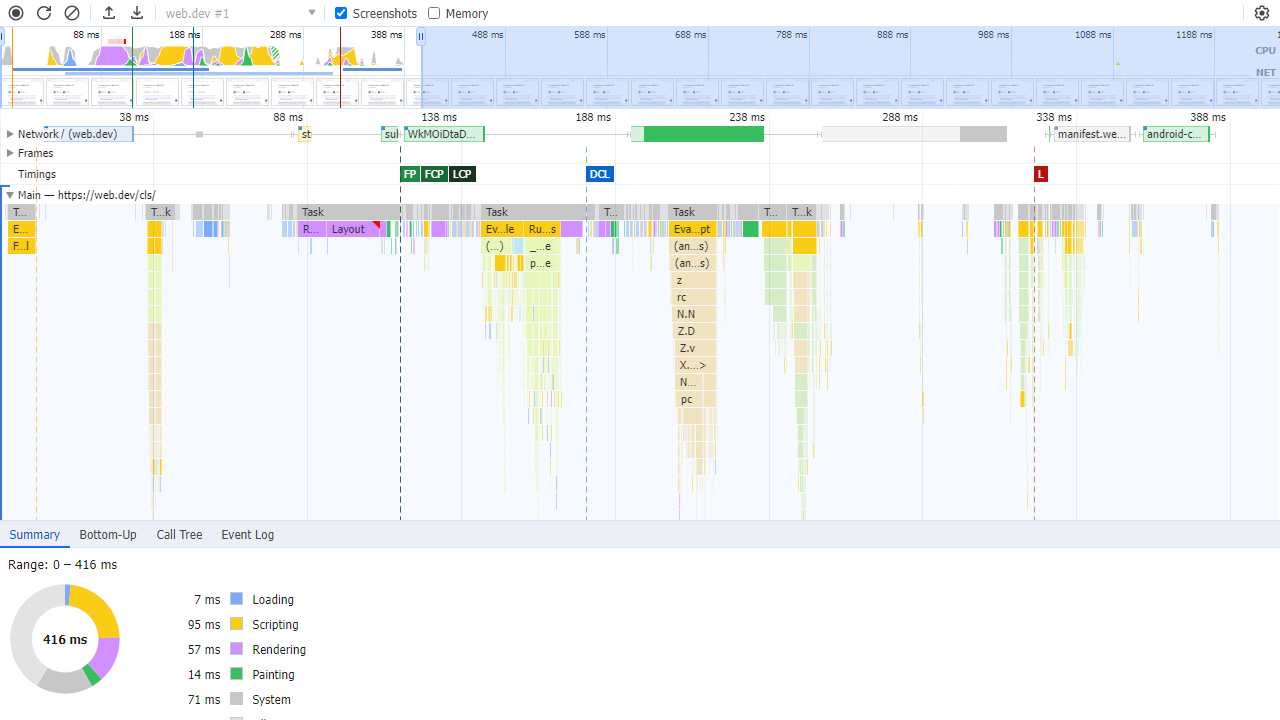 web.dev #1 Screenshots Memory
88 ms 188 ms 288 ms 388 ms 488 ms 588 ms 688 ms 788 ms 888 ms 988 ms 1088 ms 1188 ms
CPU
NET
38 ms 88 ms 138 ms 188 ms 238 ms 288 ms 338 ms 388 ms
Network / (web.dev) st sul WkMOiDtaD... manifest.we... android-c...
Frames
Timings FP FCP LCP DCL L
Main — https://web.dev/cls/
T... T...k Task Task T... Task T... T...k
E... R... Layout Ev...le Ru...s Eva...pt
F...l (...) _...e (an...s)
p...e (an...s)
z
rc
N.N
Z.D
Z.v
X....>
N...
pc
Summary Bottom-Up Call Tree Event Log
Range: 0 – 416 ms
416 ms
7 ms Loading
95 ms Scripting
57 ms Rendering
14 ms Painting
71 ms System